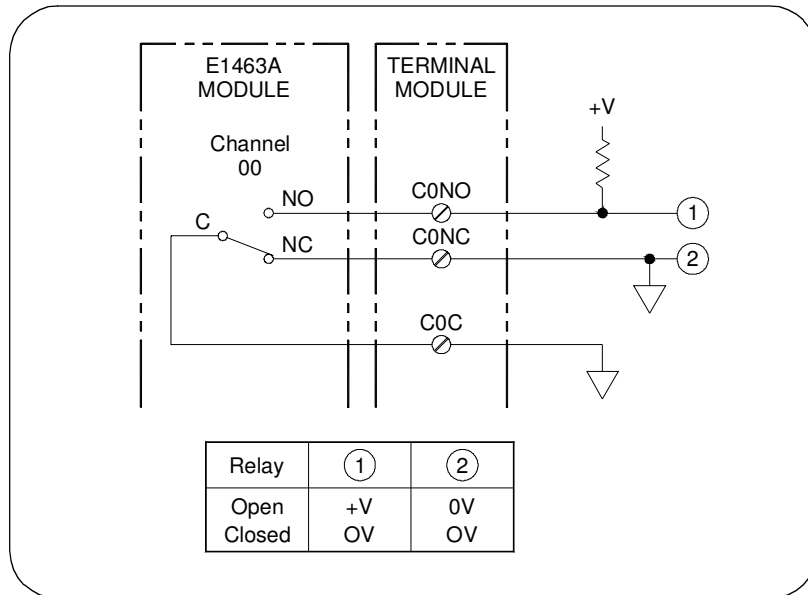 E1463A
MODULE
TERMINAL
MODULE
+V
Channel
00
NO
C0NO
1
C
NC
C0NC
2
C0C
Relay 1 2
Open +V 0V
Closed OV OV